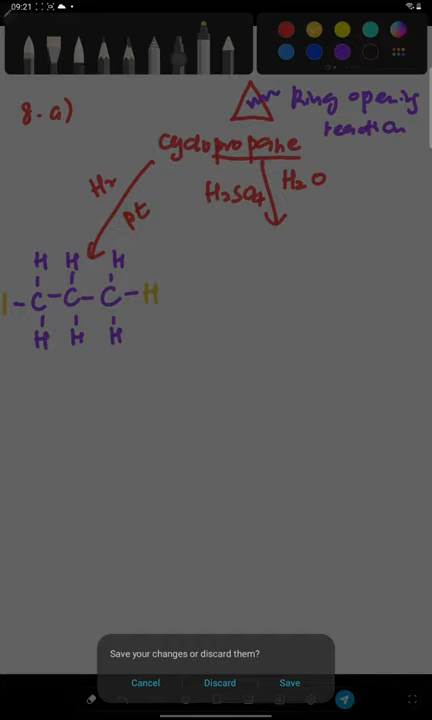 09:21
8. a)
Ring opening
reaction
cyclopropane
H₂
pt
H₂SO₄ H₂O
H H H
- C - C - C - H
H H H
Save your changes or discard them?
Cancel Discard Save